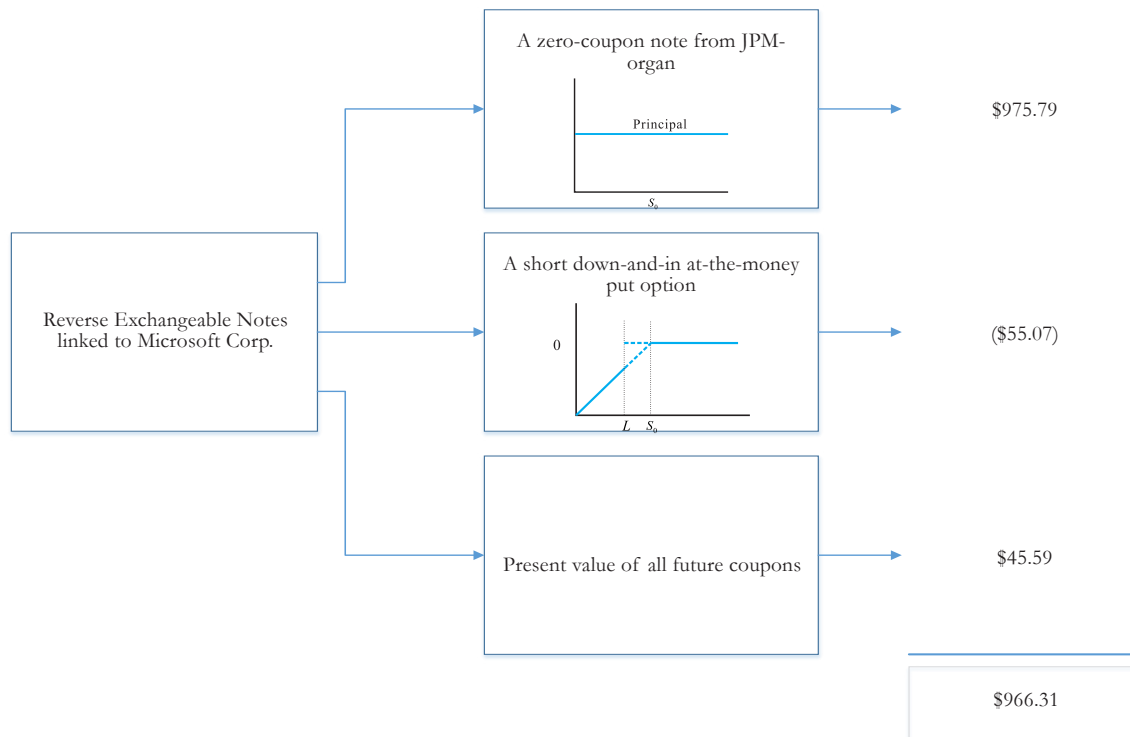 A zero-coupon note from JPM-
organ
Principal
S₀
$975.79
Reverse Exchangeable Notes
linked to Microsoft Corp.
A short down-and-in at-the-money
put option
0
L S₀
($55.07)
Present value of all future coupons
$45.59
$966.31